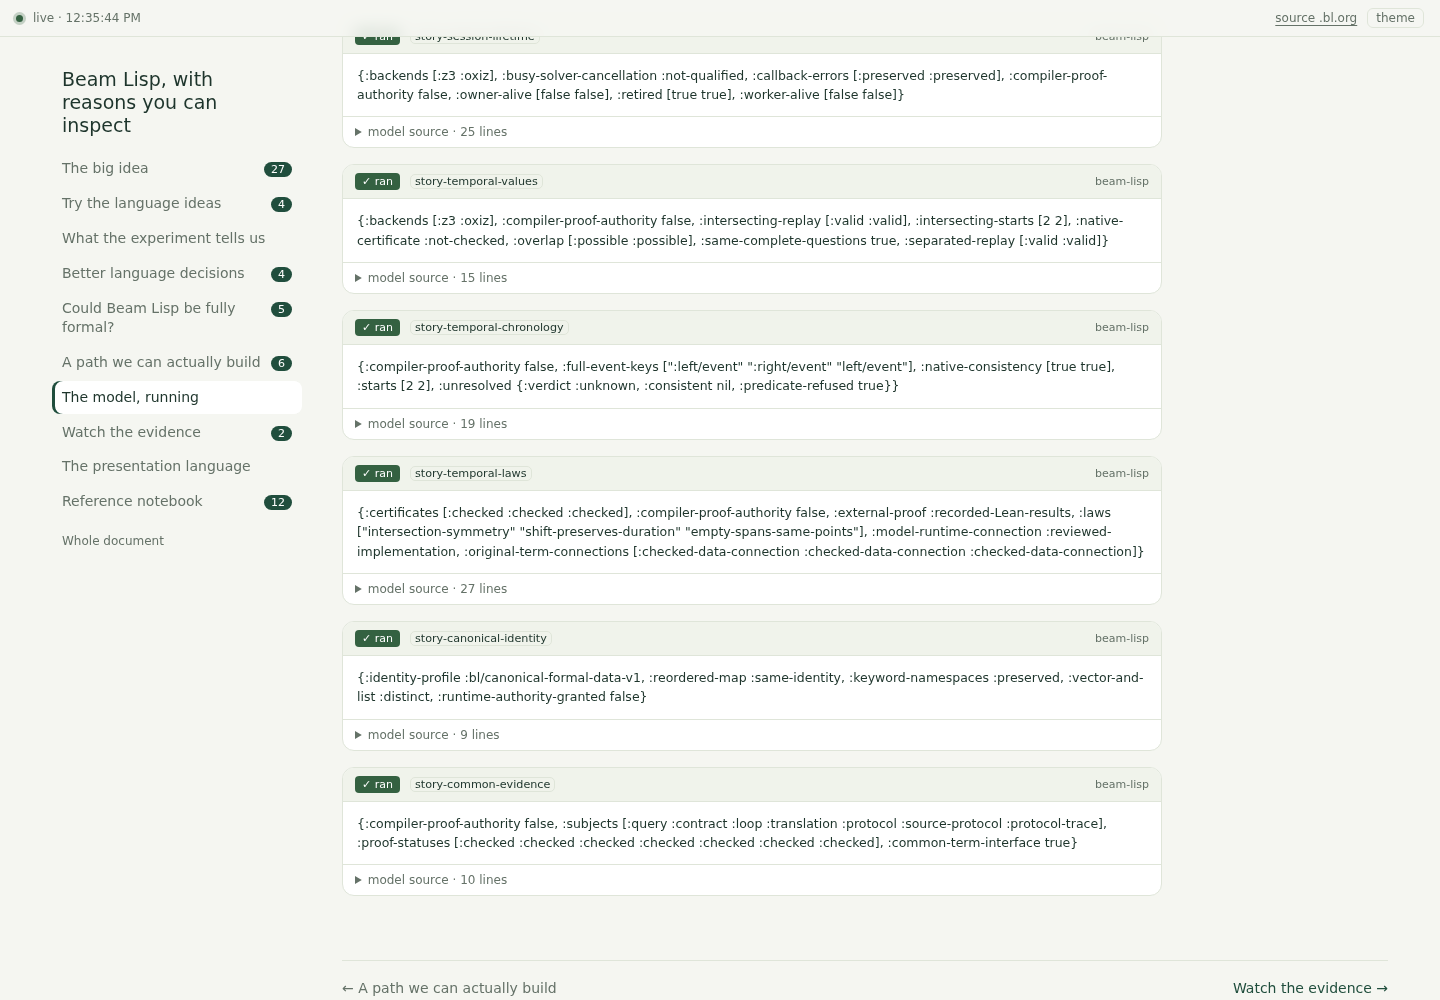 live · 12:35:44 PM
source .bl.org
theme
Beam Lisp, with
reasons you can
inspect
The big idea 27
Try the language ideas 4
What the experiment tells us
Better language decisions 4
Could Beam Lisp be fully
formal? 5
A path we can actually build 6
The model, running
Watch the evidence 2
The presentation language
Reference notebook 12
Whole document
✓ ran story-session-lifetime beam-lisp
{:backends [:z3 :oxiz], :busy-solver-cancellation :not-qualified, :callback-errors [:preserved :preserved], :compiler-proof-
authority false, :owner-alive [false false], :retired [true true], :worker-alive [false false]}
▶ model source · 25 lines
✓ ran story-temporal-values beam-lisp
{:backends [:z3 :oxiz], :compiler-proof-authority false, :intersecting-replay [:valid :valid], :intersecting-starts [2 2], :native-
certificate :not-checked, :overlap [:possible :possible], :same-complete-questions true, :separated-replay [:valid :valid]}
▶ model source · 15 lines
✓ ran story-temporal-chronology beam-lisp
{:compiler-proof-authority false, :full-event-keys [":left/event" ":right/event" "left/event"], :native-consistency [true true],
:starts [2 2], :unresolved {:verdict :unknown, :consistent nil, :predicate-refused true}}
▶ model source · 19 lines
✓ ran story-temporal-laws beam-lisp
{:certificates [:checked :checked :checked], :compiler-proof-authority false, :external-proof :recorded-Lean-results, :laws
["intersection-symmetry" "shift-preserves-duration" "empty-spans-same-points"], :model-runtime-connection :reviewed-
implementation, :original-term-connections [:checked-data-connection :checked-data-connection :checked-data-connection]}
▶ model source · 27 lines
✓ ran story-canonical-identity beam-lisp
{:identity-profile :bl/canonical-formal-data-v1, :reordered-map :same-identity, :keyword-namespaces :preserved, :vector-and-
list :distinct, :runtime-authority-granted false}
▶ model source · 9 lines
✓ ran story-common-evidence beam-lisp
{:compiler-proof-authority false, :subjects [:query :contract :loop :translation :protocol :source-protocol :protocol-trace],
:proof-statuses [:checked :checked :checked :checked :checked :checked :checked], :common-term-interface true}
▶ model source · 10 lines
← A path we can actually build
Watch the evidence →